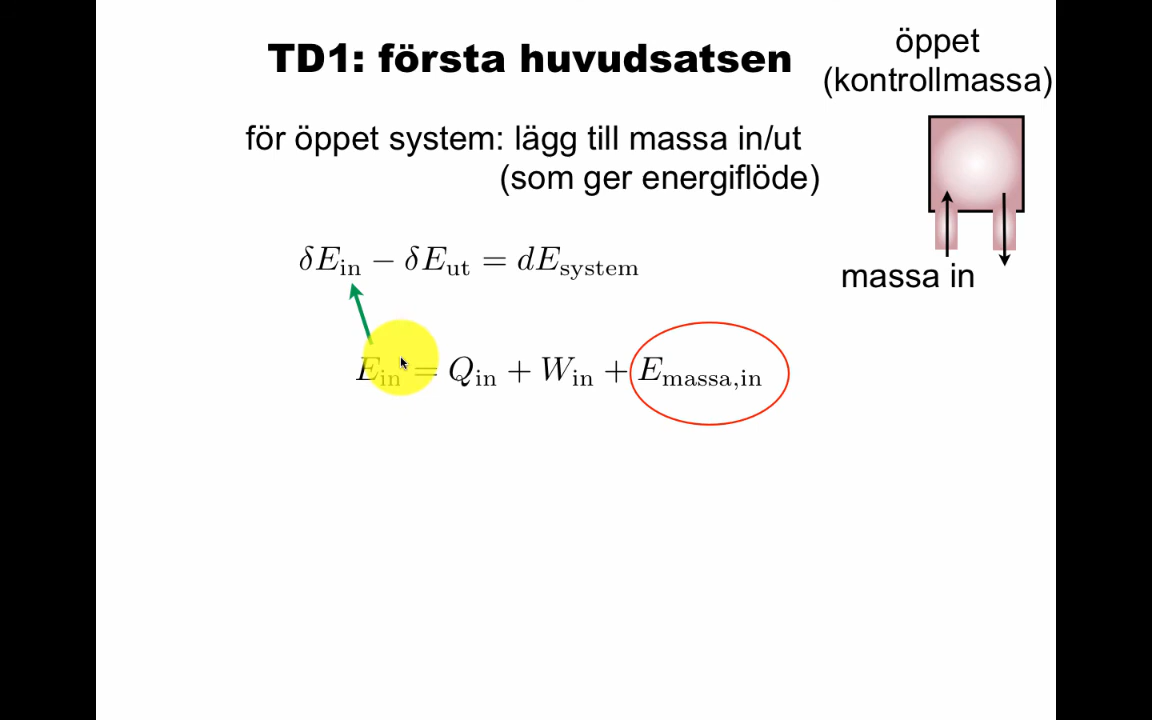 TD1: första huvudsatsen
öppet
(kontrollmassa)
för öppet system: lägg till massa in/ut
(som ger energiflöde)
δE_in − δE_ut = dE_system
massa in
E_in = Q_in + W_in + E_massa,in